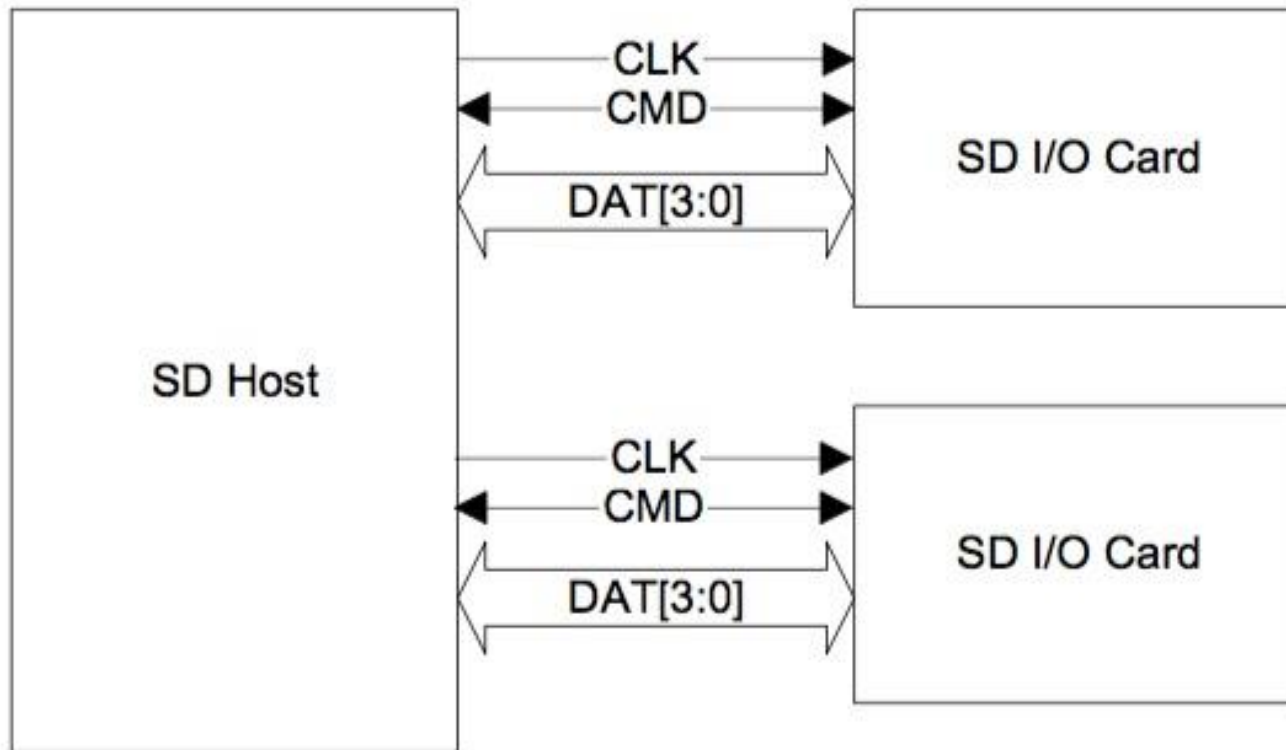 CLK
CMD
DAT[3:0]
SD I/O Card
SD Host
CLK
CMD
DAT[3:0]
SD I/O Card